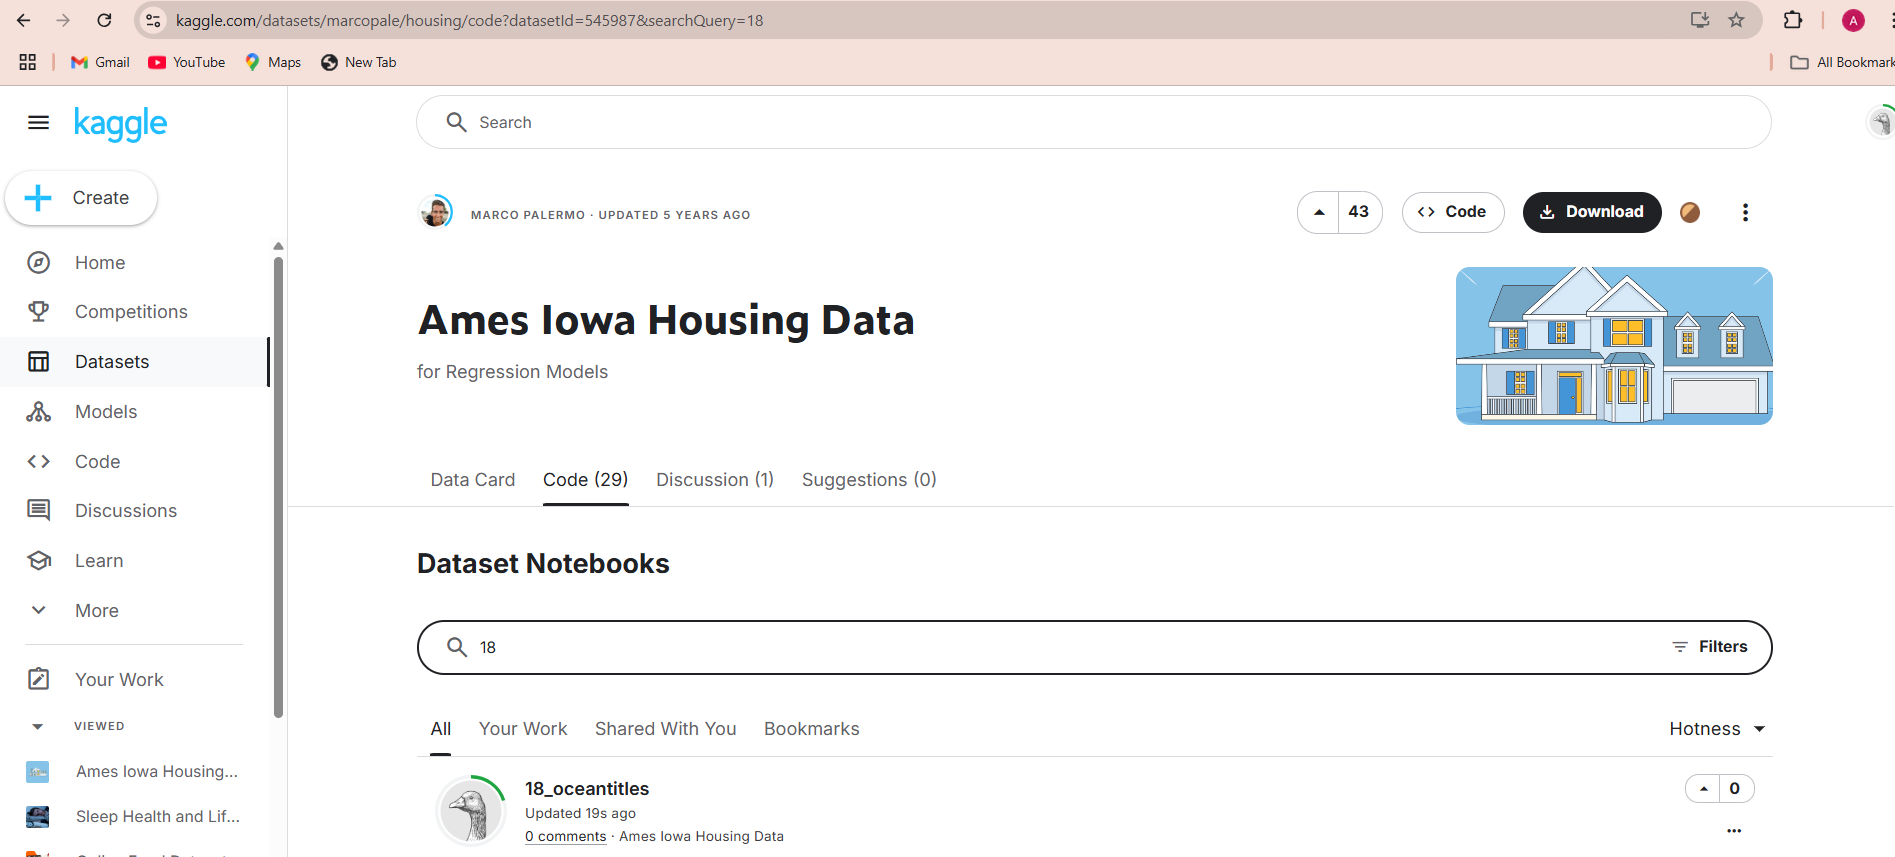 kaggle.com/datasets/marcopale/housing/code?datasetId=545987&searchQuery=18
A
Gmail
YouTube
Maps
New Tab
All Bookmark
kaggle
Search
Create
MARCO PALERMO · UPDATED 5 YEARS AGO
43
<> Code
Download
Home
Competitions
Ames Iowa Housing Data
Datasets
for Regression Models
Models
Code
Data Card
Code (29)
Discussion (1)
Suggestions (0)
Discussions
Learn
Dataset Notebooks
More
18
Filters
Your Work
VIEWED
All
Your Work
Shared With You
Bookmarks
Hotness
Ames Iowa Housing...
18_oceantitles
0
Updated 19s ago
Sleep Health and Lif...
0 comments · Ames Iowa Housing Data